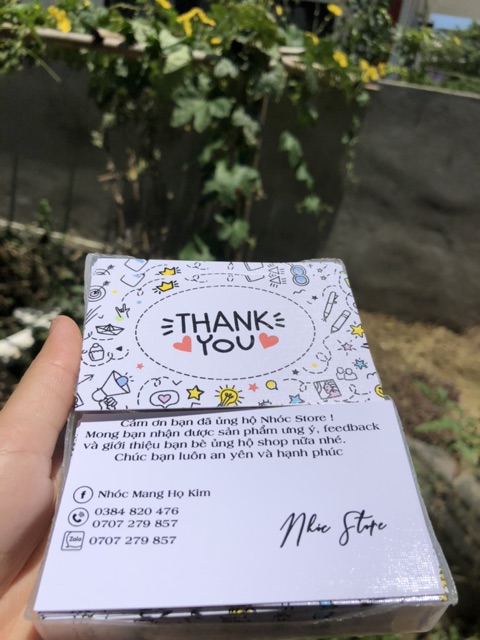 THANK
YOU
Cảm ơn bạn đã ủng hộ Nhóc Store !
Mong bạn nhận được sản phẩm ưng ý, feedback
và giới thiệu bạn bè ủng hộ shop nữa nhé.
Chúc bạn luôn an yên và hạnh phúc
f Nhóc Mang Họ Kim
0384 820 476
0707 279 857
Zalo 0707 279 857
Nhóc Store